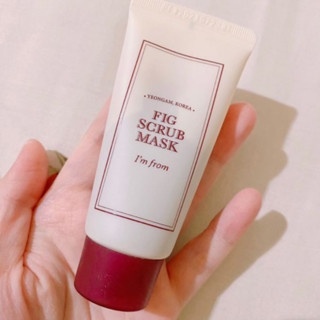 • YEONGAM, KOREA •
FIG
SCRUB
MASK
I'm from